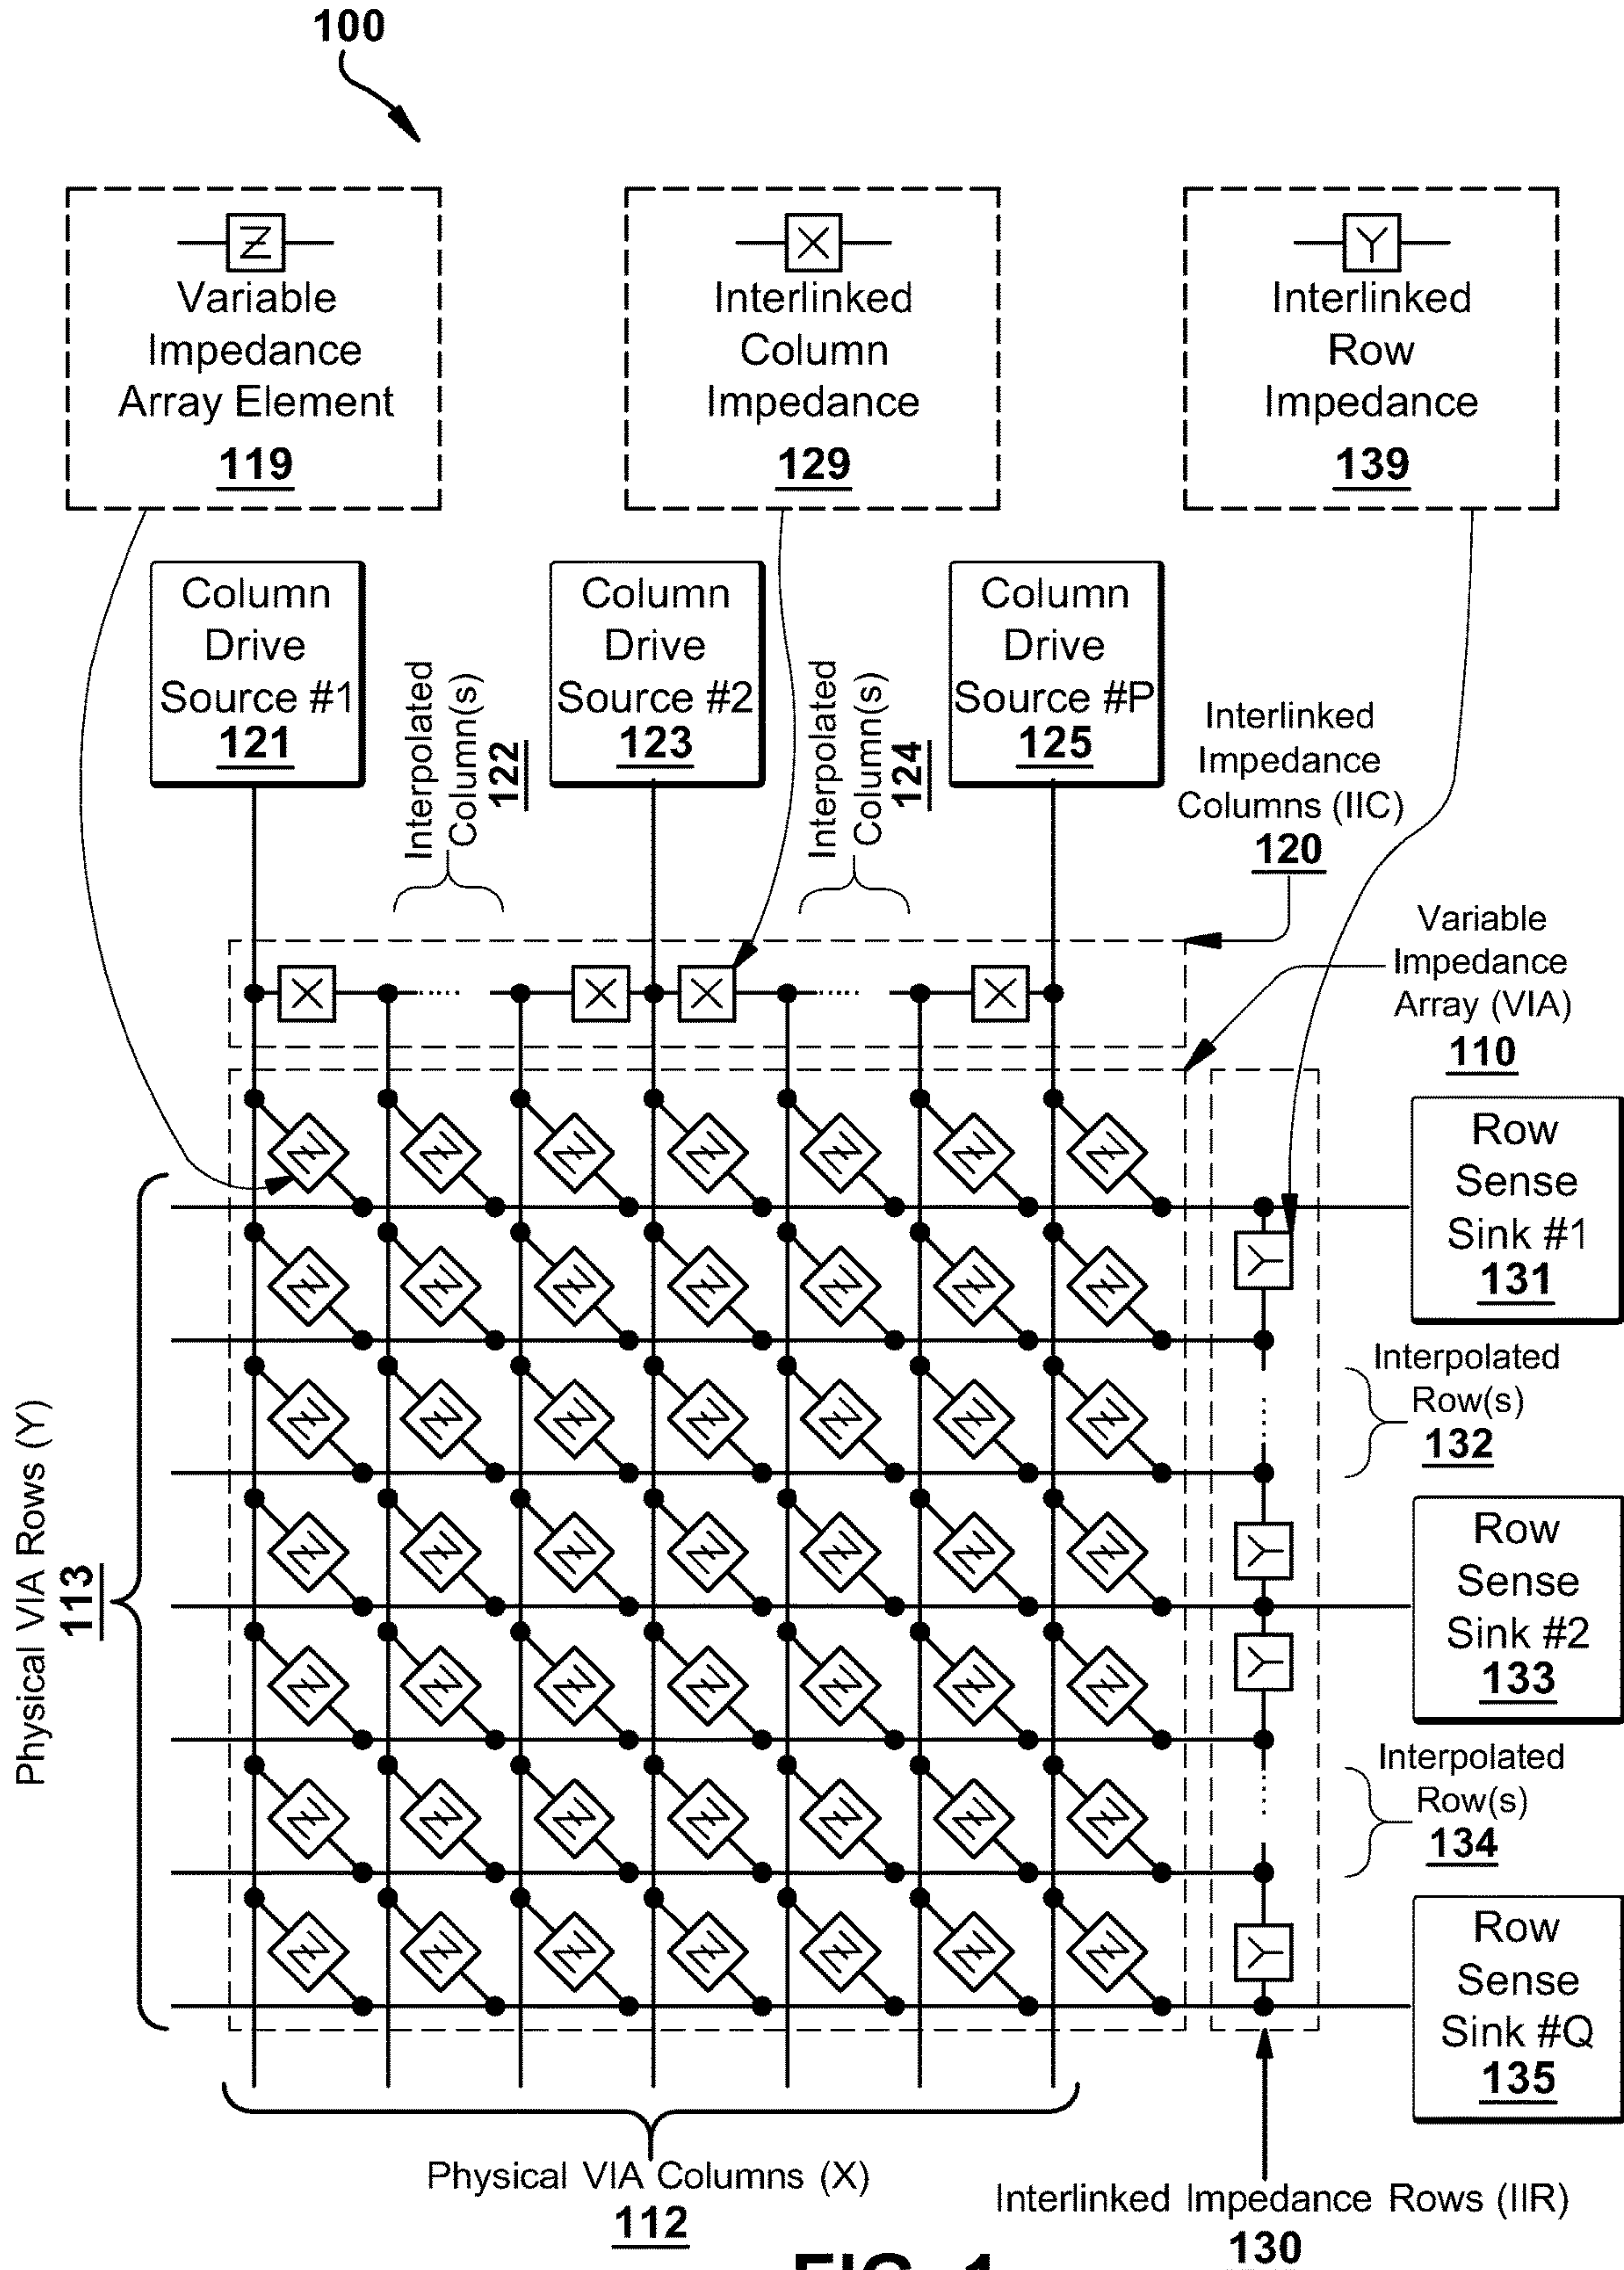 100
Z
Variable
Impedance
Array Element
119
X
Interlinked
Column
Impedance
129
Y
Interlinked
Row
Impedance
139
Column
Drive
Source #1
121
Interpolated
Column(s)
122
Column
Drive
Source #2
123
Interpolated
Column(s)
124
Column
Drive
Source #P
125
Interlinked
Impedance
Columns (IIC)
120
Variable
Impedance
Array (VIA)
110
X
X
X
X
Z Z Z Z Z Z Z
Z Z Z Z Z Z Z
Z Z Z Z Z Z Z
Z Z Z Z Z Z Z
Z Z Z Z Z Z Z
Z Z Z Z Z Z Z
Z Z Z Z Z Z Z
Y
Y
Y
Y
Row
Sense
Sink #1
131
Interpolated
Row(s)
132
Row
Sense
Sink #2
133
Interpolated
Row(s)
134
Row
Sense
Sink #Q
135
Physical VIA Rows (Y)
113
Physical VIA Columns (X)
112
Interlinked Impedance Rows (IIR)
130
FIG. 1